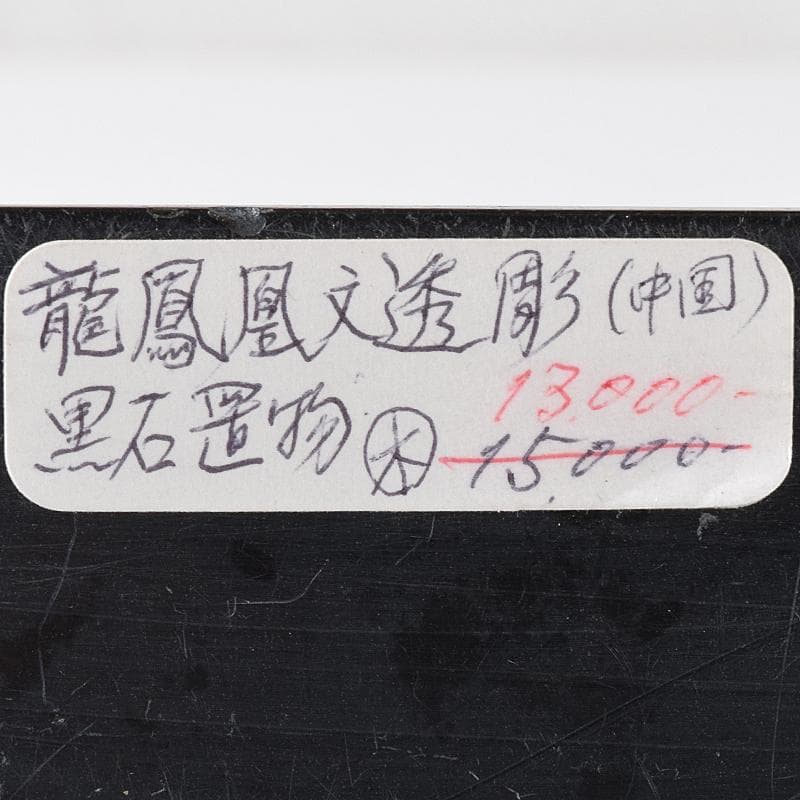 龍鳳凰文透彫(中国)
13.000-
黒石置物 木 15.000-